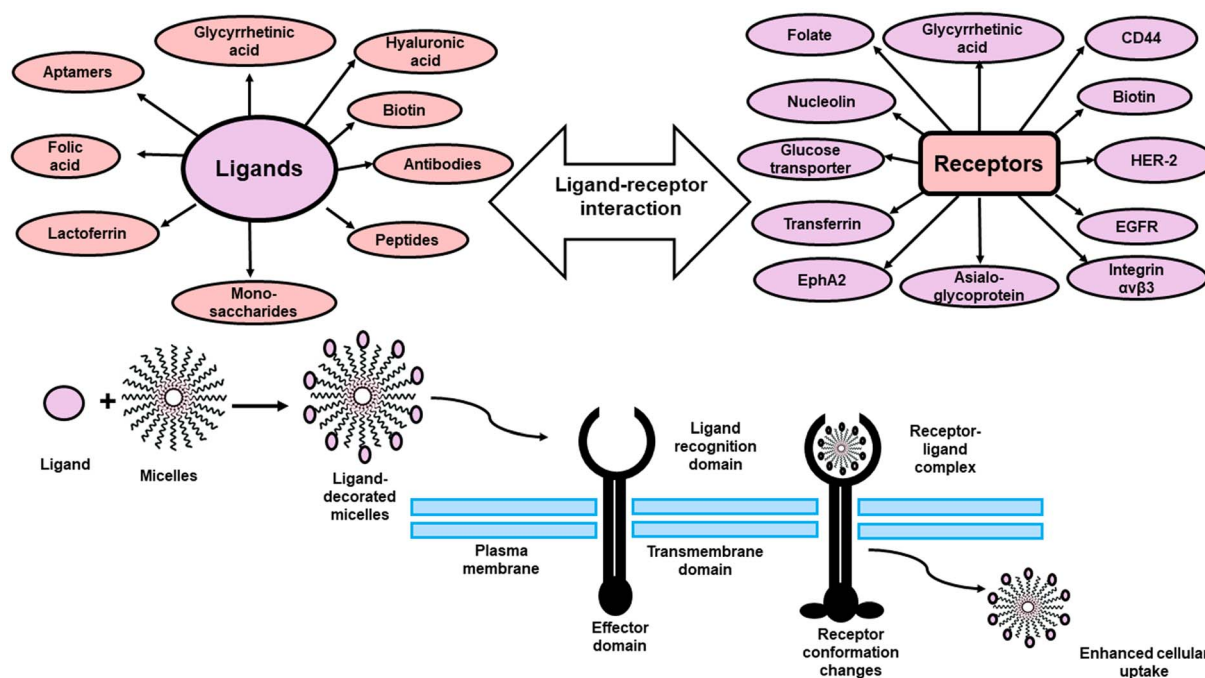 Glycyrrhetinic
acid
Hyaluronic
acid
Aptamers
Biotin
Folic
acid
Ligands
Antibodies
Lactoferrin
Peptides
Mono-
saccharides
Ligand-receptor
interaction
Folate
Glycyrrhetinic
acid
CD44
Nucleolin
Biotin
Glucose
transporter
Receptors
HER-2
Transferrin
EGFR
EphA2
Asialo-
glycoprotein
Integrin
αvβ3
+
Ligand
Micelles
Ligand-
decorated
micelles
Ligand
recognition
domain
Receptor-
ligand
complex
Plasma
membrane
Transmembrane
domain
Effector
domain
Receptor
conformation
changes
Enhanced cellular
uptake